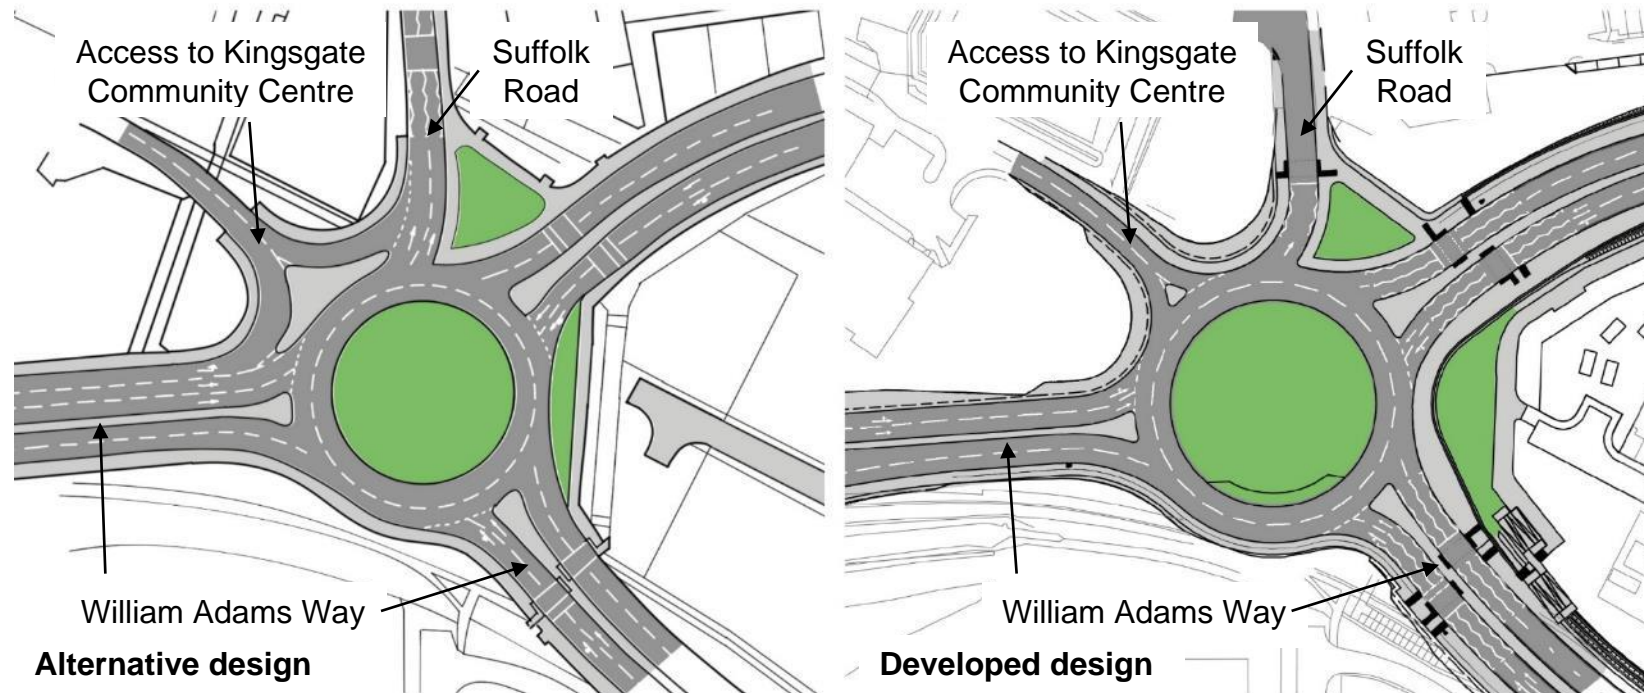 Access to Kingsgate
Community Centre
Suffolk
Road
William Adams Way
Alternative design
Access to Kingsgate
Community Centre
Suffolk
Road
William Adams Way
Developed design